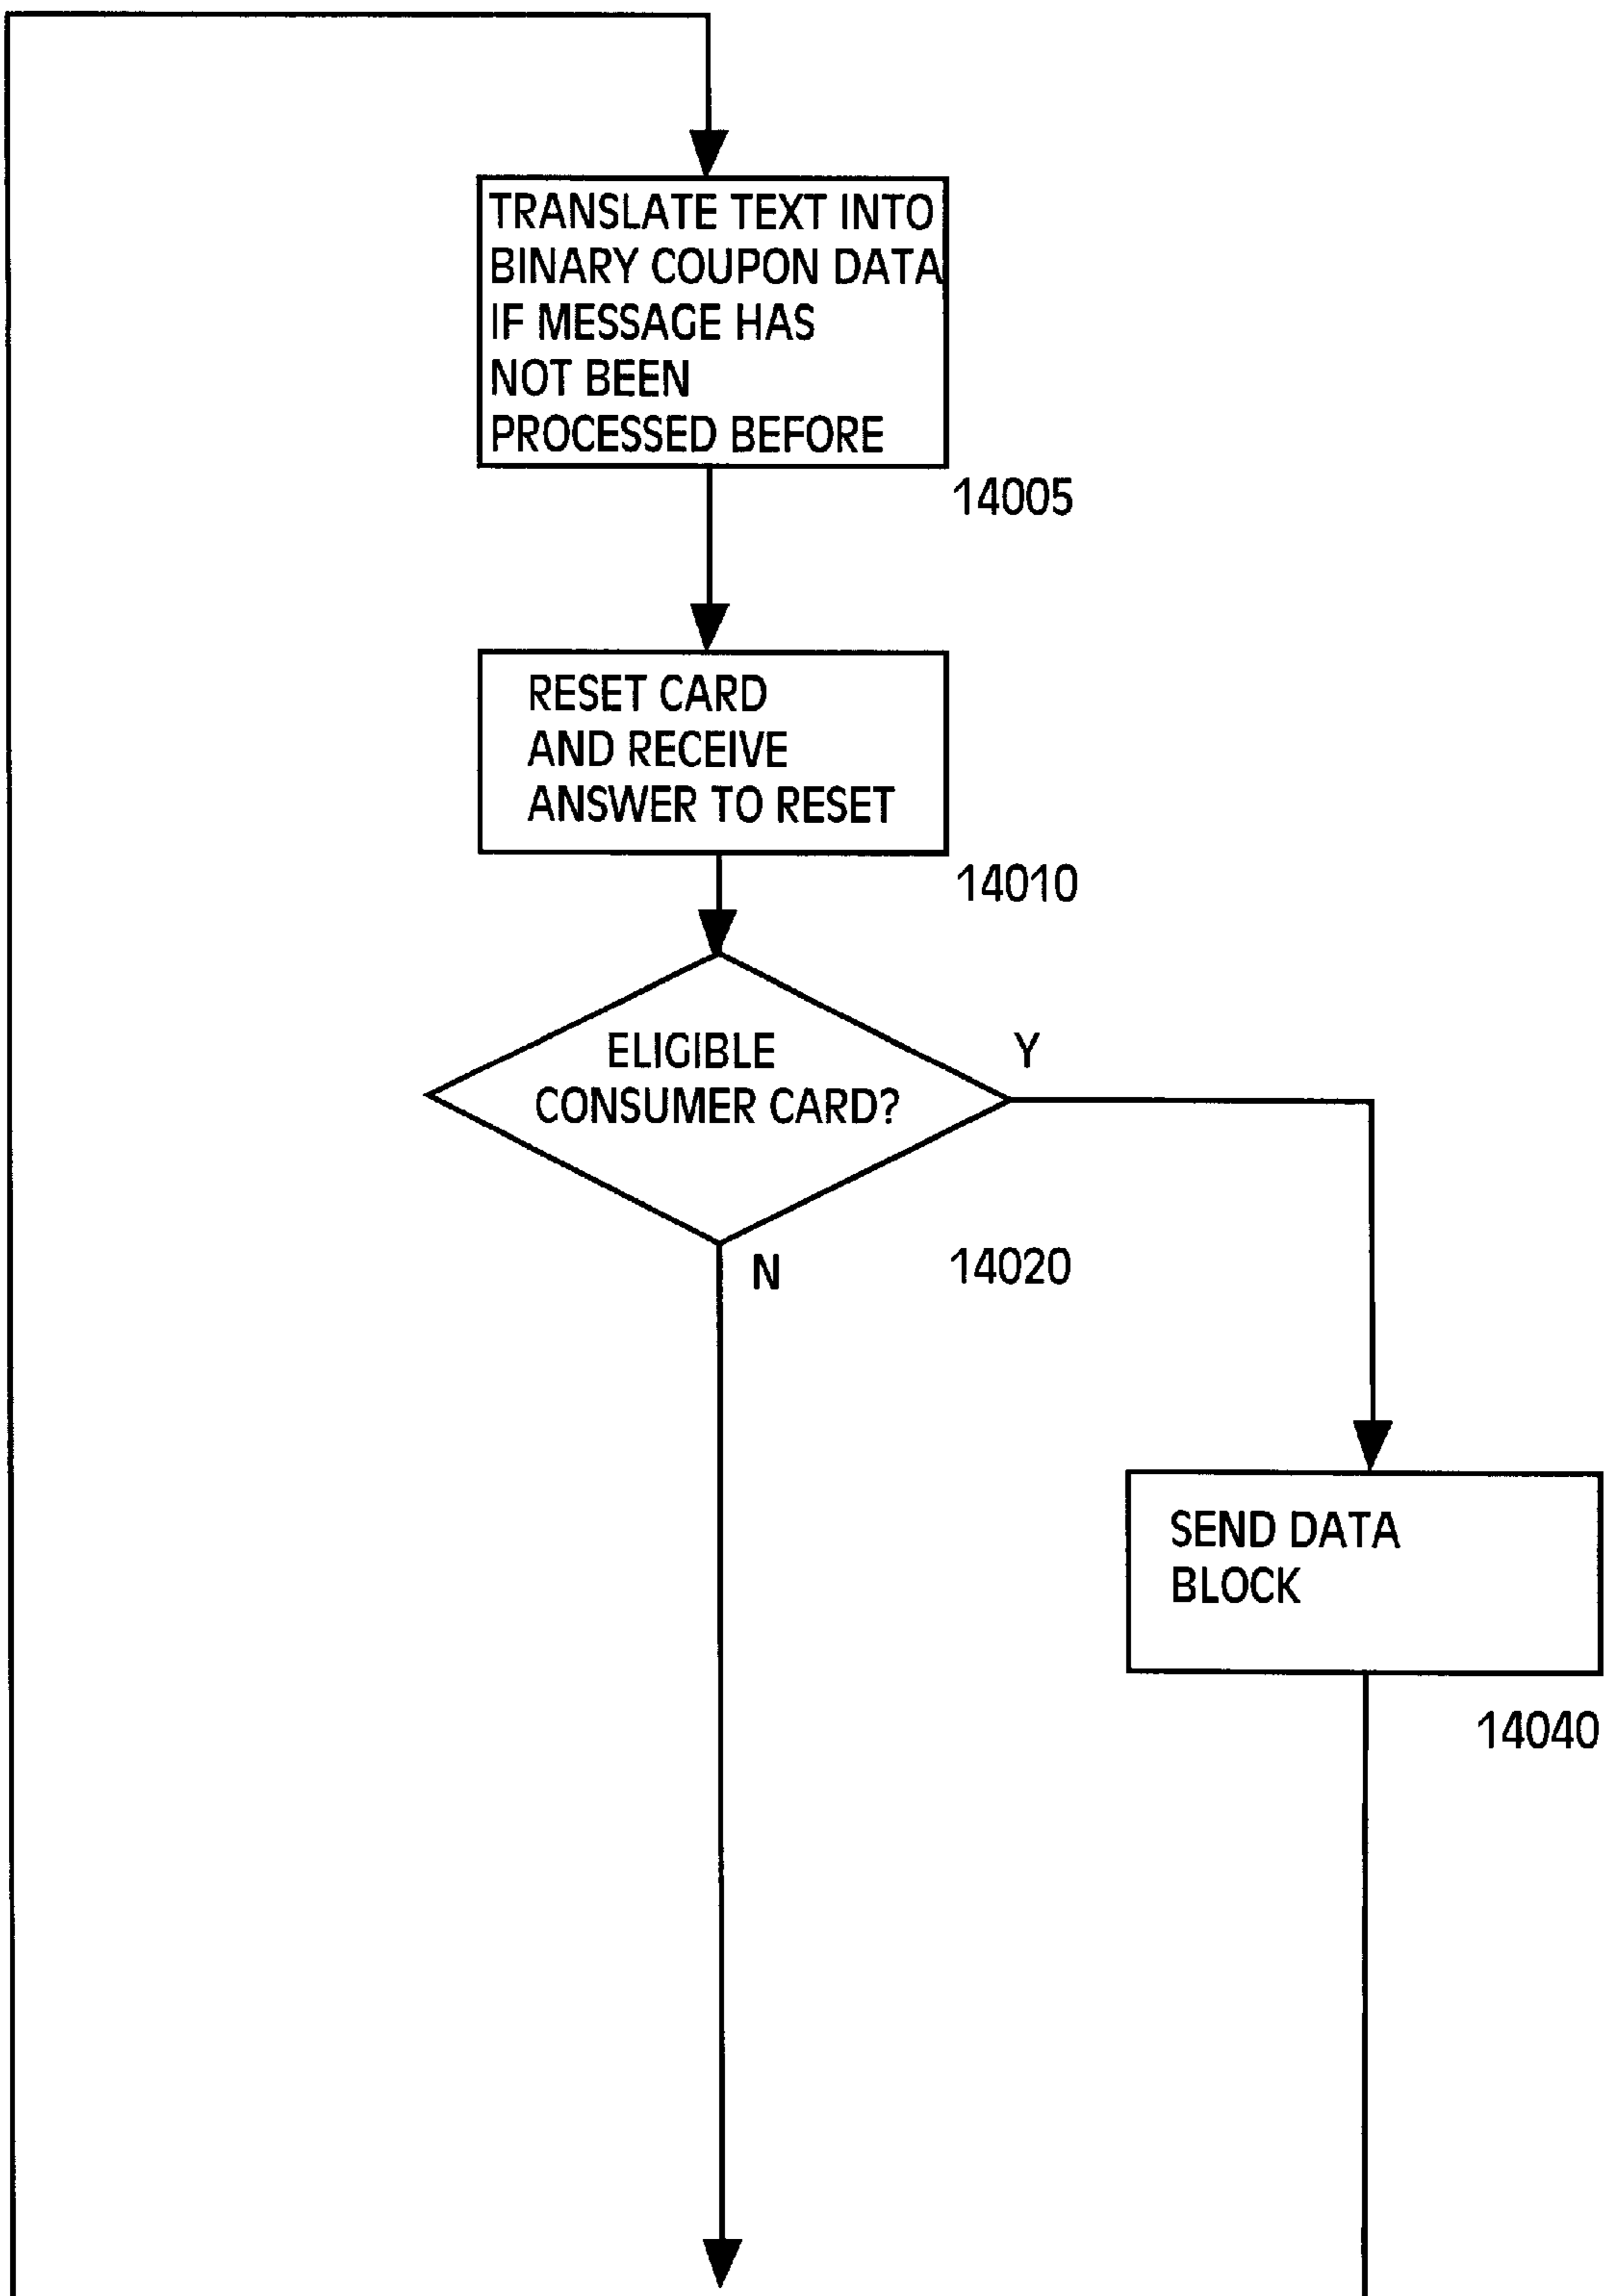 TRANSLATE TEXT INTO
BINARY COUPON DATA
IF MESSAGE HAS
NOT BEEN
PROCESSED BEFORE
14005
RESET CARD
AND RECEIVE
ANSWER TO RESET
14010
ELIGIBLE
CONSUMER CARD?
Y
N
14020
SEND DATA
BLOCK
14040